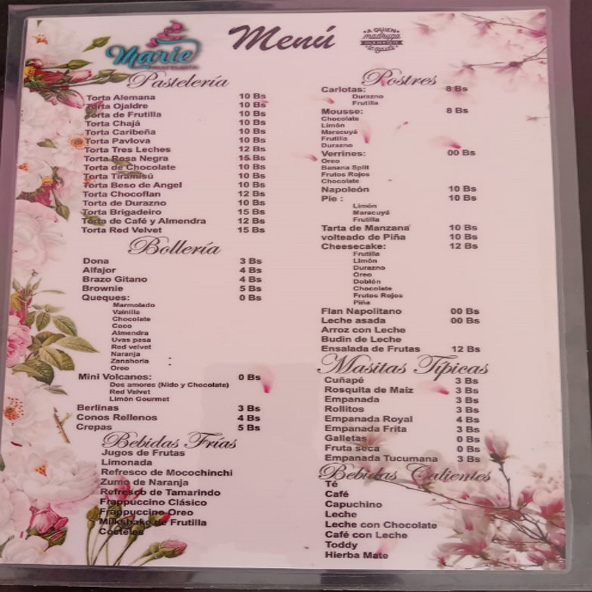 Marie
Menú
A QUIEN
madruga
ayuda
Pastelería
Torta Alemana 10 Bs
Torta Ojaldre 10 Bs
Torta de Frutilla 10 Bs
Torta Chajá 10 Bs
Torta Caribeña 10 Bs
Torta Pavlova 10 Bs
Torta Tres Leches 12 Bs
Torta Rosa Negra 15 Bs
Torta de Chocolate 10 Bs
Torta Tiramisú 10 Bs
Torta Beso de Angel 10 Bs
Torta Chocoflan 12 Bs
Torta de Durazno 10 Bs
Torta Brigadeiro 15 Bs
Torta de Café y Almendra 12 Bs
Torta Red Velvet 15 Bs
Bollería
Dona 3 Bs
Alfajor 4 Bs
Brazo Gitano 4 Bs
Brownie 5 Bs
Queques: 0 Bs
Marmolado
Vainilla
Chocolate
Coco
Almendra
Uvas pasa
Red velvet
Naranja
Zanahoria
Oreo
Mini Volcanes: 0 Bs
Dos amores (Nido y Chocolate)
Red Velvet
Limón Gourmet
Berlinas 3 Bs
Conos Rellenos 4 Bs
Crepas 5 Bs
Bebidas Frías
Jugos de Frutas
Limonada
Refresco de Mocochinchi
Zumo de Naranja
Refresco de Tamarindo
Frappuccino Clásico
Frappuccino Oreo
Milkshake de Frutilla
Cocteles
Postres
Carlotas: 8 Bs
Durazno
Frutilla
Mousse: 8 Bs
Chocolate
Limón
Maracuyá
Frutilla
Durazno
Verrines: 00 Bs
Oreo
Banana Split
Frutos Rojos
Chocolate
Napoleón 10 Bs
Pie : 10 Bs
Limón
Maracuyá
Frutilla
Tarta de Manzana 10 Bs
volteado de Piña 10 Bs
Cheesecake: 12 Bs
Frutilla
Limón
Durazno
Oreo
Doblón
Chocolate
Frutos Rojos
Piña
Flan Napolitano 00 Bs
Leche asada 00 Bs
Arroz con Leche
Budin de Leche
Ensalada de Frutas 12 Bs
Masitas Típicas
Cuñapé 3 Bs
Rosquita de Maíz 3 Bs
Empanada 3 Bs
Rollitos 3 Bs
Empanada Royal 4 Bs
Empanada Frita 3 Bs
Galletas 0 Bs
Fruta seca 0 Bs
Empanada Tucumana 3 Bs
Bebidas Calientes
Té
Café
Capuchino
Leche
Leche con Chocolate
Café con Leche
Toddy
Hierba Mate